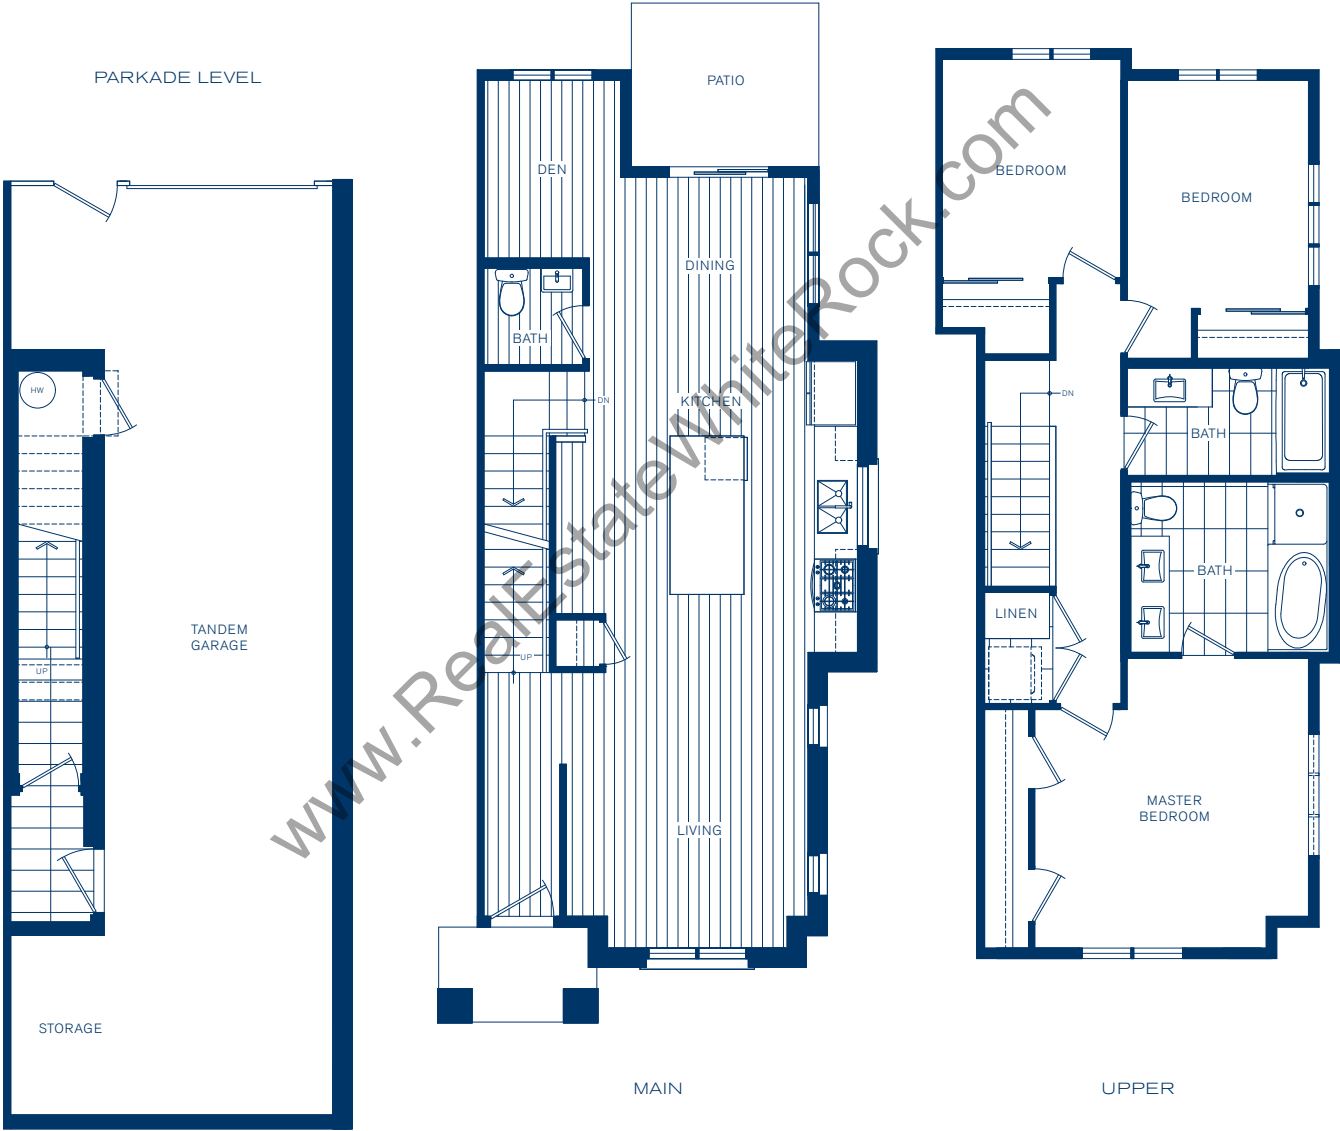 PARKADE LEVEL
HW
UP
TANDEM
GARAGE
STORAGE
PATIO
DEN
DINING
BATH
KITCHEN
DN
UP
LIVING
MAIN
BEDROOM
BEDROOM
DN
BATH
BATH
LINEN
MASTER
BEDROOM
UPPER
www.RealEstateWhiteRock.com